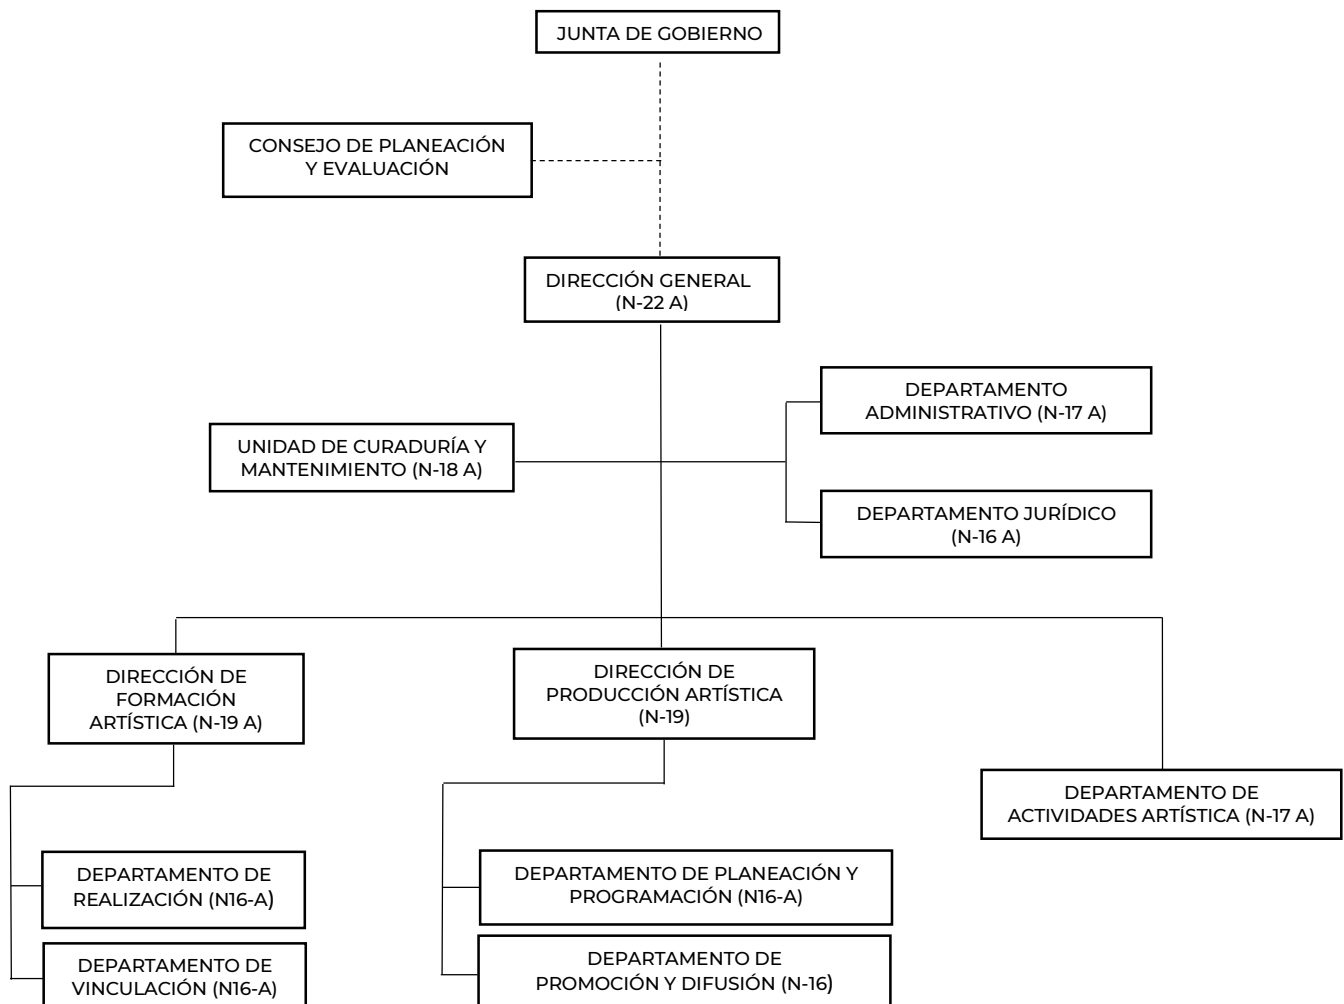 JUNTA DE GOBIERNO
CONSEJO DE PLANEACIÓN
Y EVALUACIÓN
DIRECCIÓN GENERAL
(N-22 A)
DEPARTAMENTO
ADMINISTRATIVO (N-17 A)
UNIDAD DE CURADURÍA Y
MANTENIMIENTO (N-18 A)
DEPARTAMENTO JURÍDICO
(N-16 A)
DIRECCIÓN DE
FORMACIÓN
ARTÍSTICA (N-19 A)
DIRECCIÓN DE
PRODUCCIÓN ARTÍSTICA
(N-19)
DEPARTAMENTO DE
ACTIVIDADES ARTÍSTICA (N-17 A)
DEPARTAMENTO DE
REALIZACIÓN (N16-A)
DEPARTAMENTO DE PLANEACIÓN Y
PROGRAMACIÓN (N16-A)
DEPARTAMENTO DE
VINCULACIÓN (N16-A)
DEPARTAMENTO DE
PROMOCIÓN Y DIFUSIÓN (N-16)